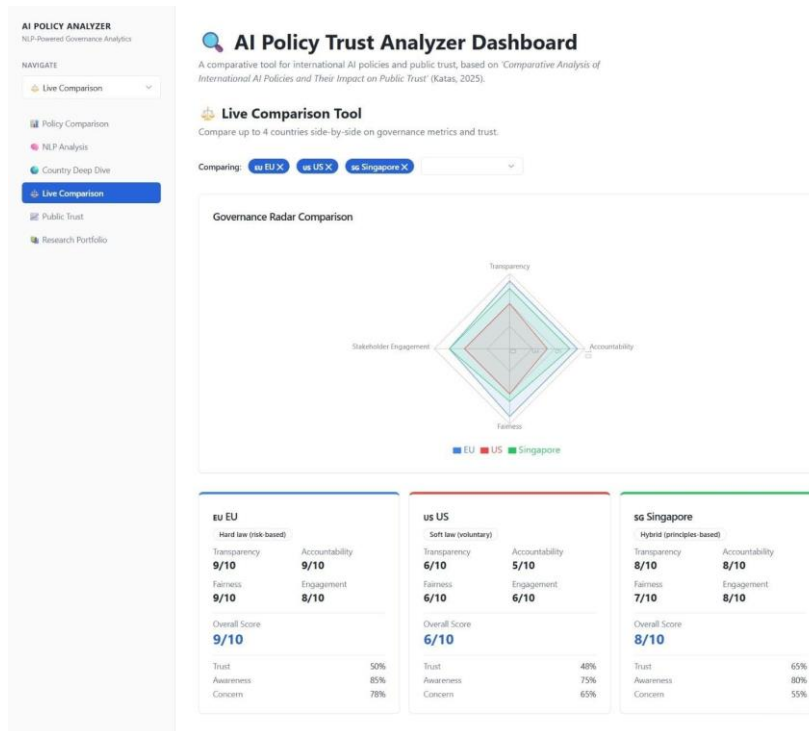 AI POLICY ANALYZER
NLP-Powered Governance Analytics
NAVIGATE
Live Comparison
Policy Comparison
NLP Analysis
Country Deep Dive
Live Comparison
Public Trust
Research Portfolio
AI Policy Trust Analyzer Dashboard
A comparative tool for international AI policies and public trust, based on 'Comparative Analysis of
International AI Policies and Their Impact on Public Trust' (Katas, 2025).
Live Comparison Tool
Compare up to 4 countries side-by-side on governance metrics and trust.
Comparing: EU EU X US US X SG Singapore X
Governance Radar Comparison
Transparency
Stakeholder Engagement
Accountability
Fairness
EU US Singapore
EU EU
Hard law (risk-based)
Transparency Accountability
9/10 9/10
Fairness Engagement
9/10 8/10
Overall Score
9/10
Trust 50%
Awareness 85%
Concern 78%
US US
Soft law (voluntary)
Transparency Accountability
6/10 5/10
Fairness Engagement
6/10 6/10
Overall Score
6/10
Trust 48%
Awareness 75%
Concern 65%
SG Singapore
Hybrid (principles-based)
Transparency Accountability
8/10 8/10
Fairness Engagement
7/10 8/10
Overall Score
8/10
Trust 65%
Awareness 80%
Concern 55%